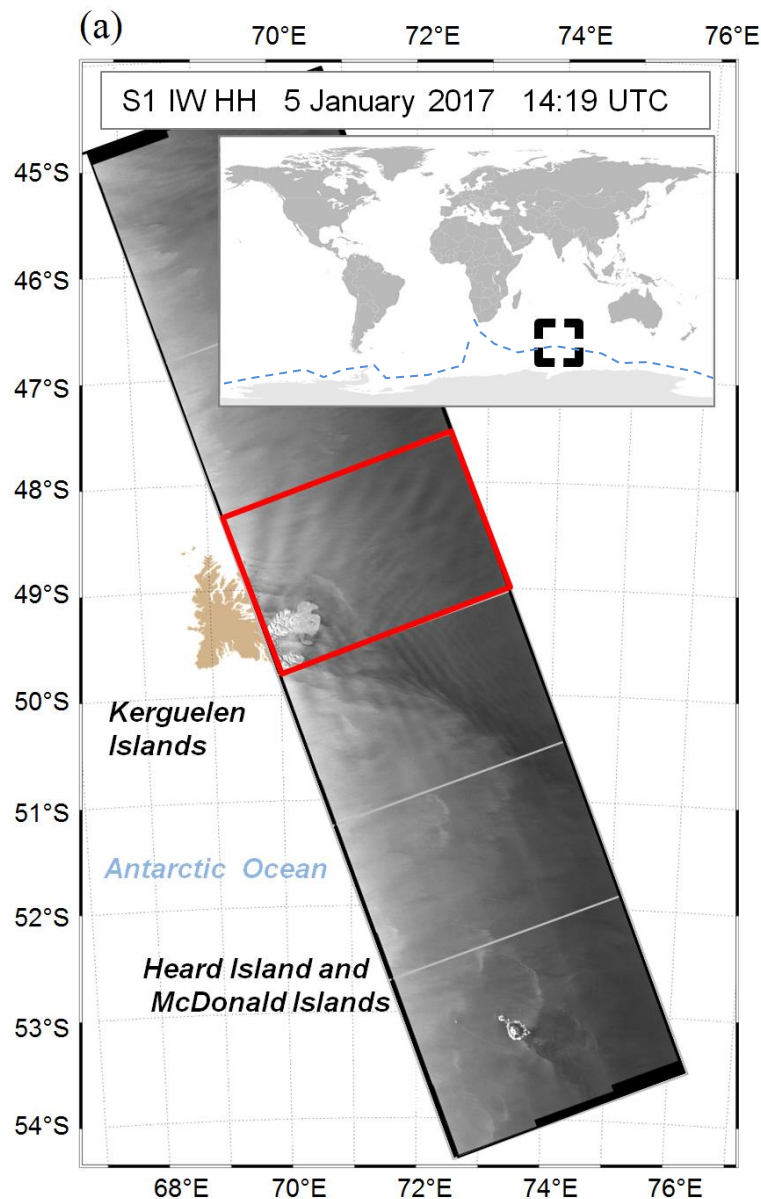 (a)
70°E 72°E 74°E 76°E
S1 IW HH 5 January 2017 14:19 UTC
45°S
46°S
47°S
48°S
49°S
50°S
Kerguelen
Islands
51°S
Antarctic Ocean
52°S
Heard Island and
McDonald Islands
53°S
54°S
68°E 70°E 72°E 74°E 76°E